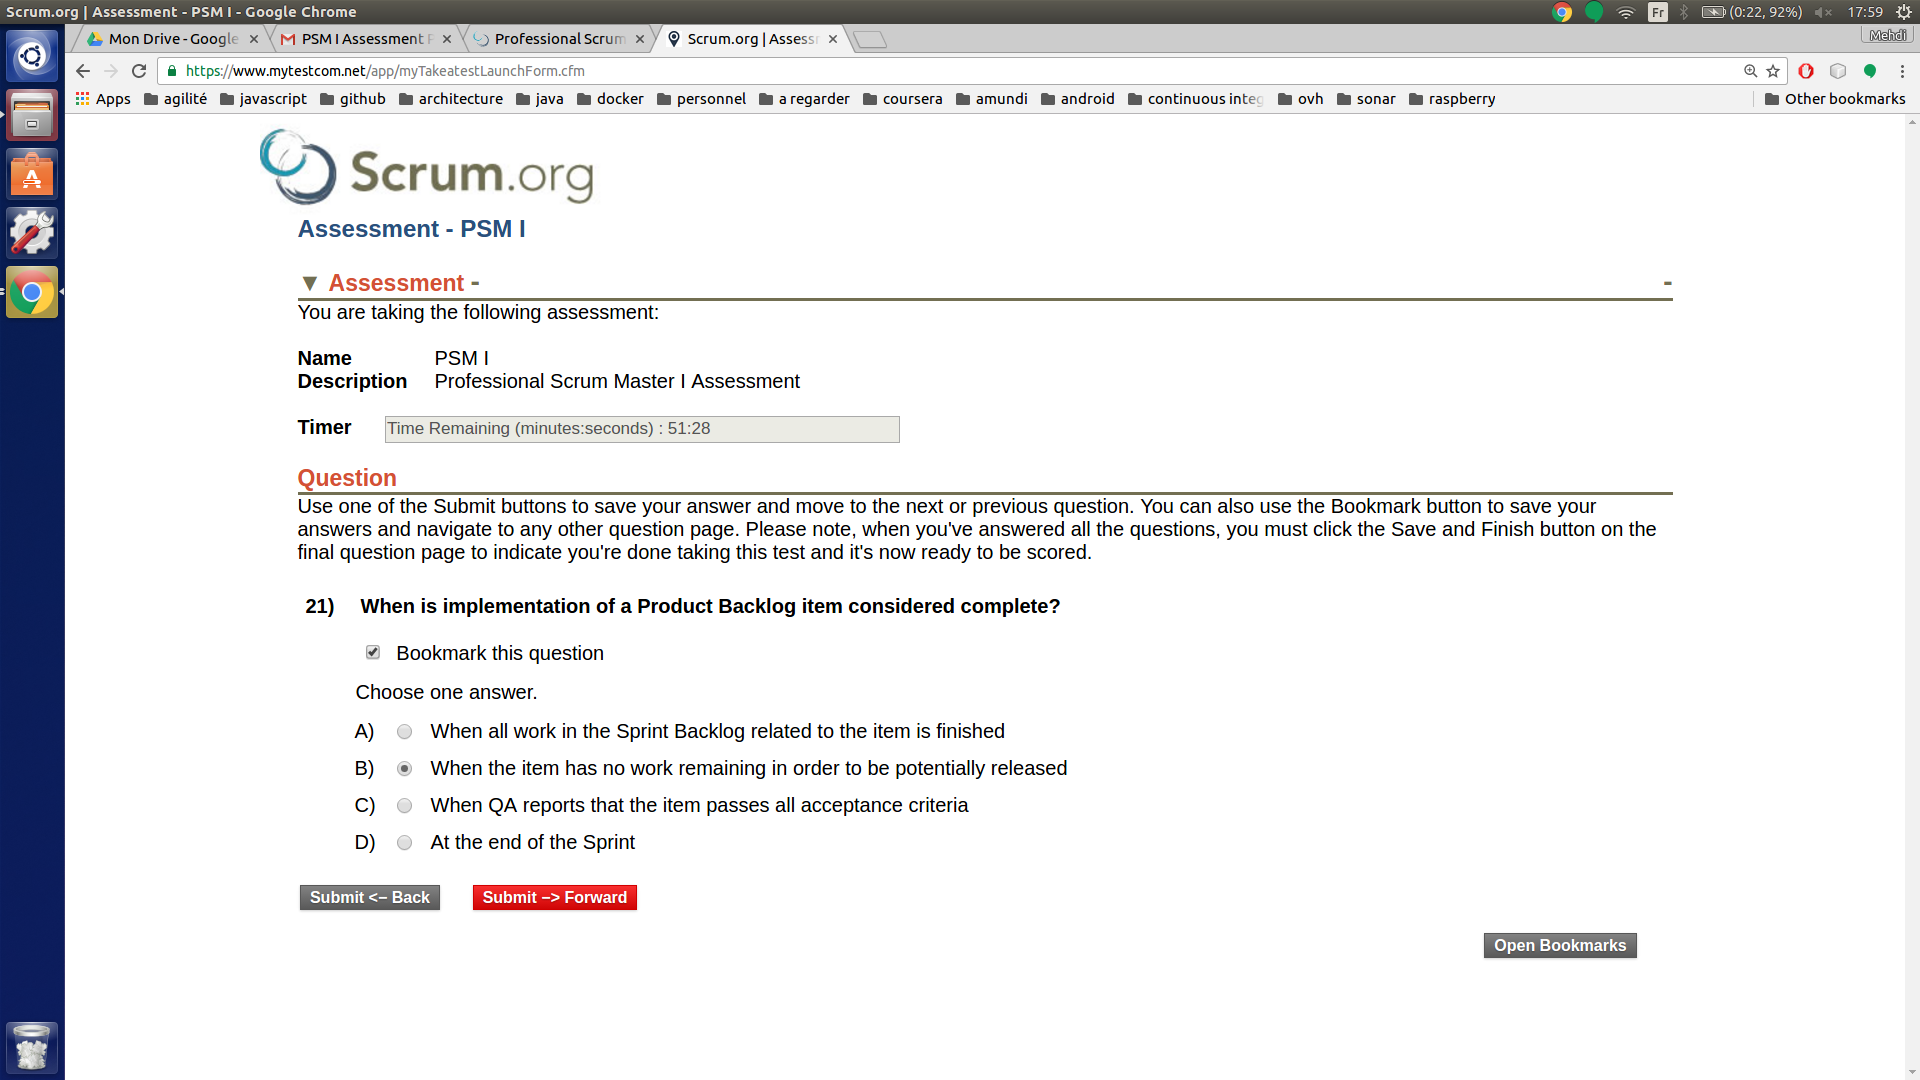 Scrum.org | Assessment - PSM I - Google Chrome
Fr
(0:22, 92%)
17:59
Mon Drive - Google
PSM I Assessment
Professional Scrum
Scrum.org | Assess
Mehdi
https://www.mytestcom.net/app/myTakeatestLaunchForm.cfm
Apps
agilité
javascript
github
architecture
java
docker
personnel
a regarder
coursera
amundi
android
continuous integ
ovh
sonar
raspberry
Other bookmarks
Scrum.org
Assessment - PSM I
▼ Assessment - -
You are taking the following assessment:
Name PSM I
Description Professional Scrum Master I Assessment
Timer Time Remaining (minutes:seconds) : 51:28
Question
Use one of the Submit buttons to save your answer and move to the next or previous question. You can also use the Bookmark button to save your
answers and navigate to any other question page. Please note, when you've answered all the questions, you must click the Save and Finish button on the
final question page to indicate you're done taking this test and it's now ready to be scored.
21) When is implementation of a Product Backlog item considered complete?
Bookmark this question
Choose one answer.
A) When all work in the Sprint Backlog related to the item is finished
B) When the item has no work remaining in order to be potentially released
C) When QA reports that the item passes all acceptance criteria
D) At the end of the Sprint
Submit <– Back
Submit –> Forward
Open Bookmarks